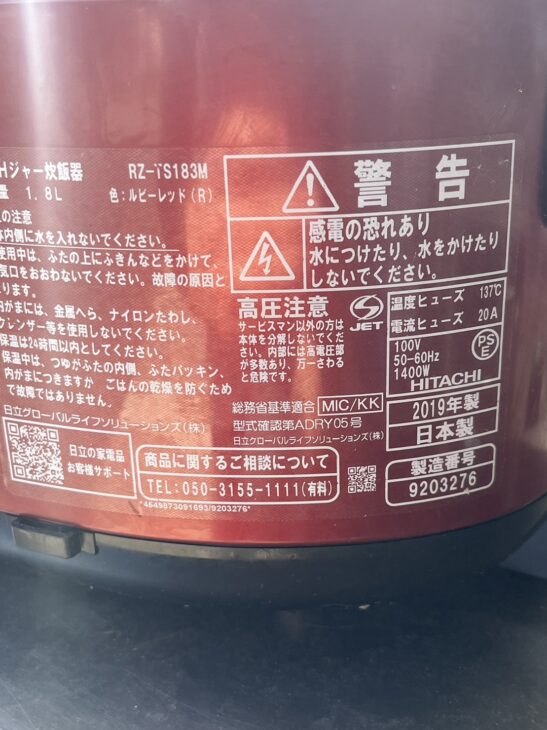 Hジャー炊飯器 RZ-TS183M
量 1.8L 色：ルビーレッド（R）
上の注意
体内側に水を入れないでください。
使用中は、ふたの上にふきんなどをかけて、
気口をおおわないでください。故障の原因と
ります。
内がまには、金属へら、ナイロンたわし、
クレンザー等を使用しないでください。
保温は24時間以内としてください。
保温中は、つゆがふたの内側、ふたパッキン、
内がまにつきますか ごはんの乾燥を防ぐため
で故障ではありません。
日立グローバルライフソリューションズ(株)
日立の家電品
お客様サポート
警告
感電の恐れあり
水につけたり、水をかけたり
しないでください。
高圧注意
サービスマン以外の方は
本体を分解しないでくだ
さい。内部には高電圧部
が多数あり、万一さわる
と危険です。
S
JET
温度ヒューズ 137℃
電流ヒューズ 20A
100V
50-60Hz
1400W
PSE
HITACHI
総務省基準適合 MIC/KK
型式確認第ADRY05号
日立グローバルライフソリューションズ(株)
2019年製
日本製
商品に関するご相談について
TEL:050-3155-1111(有料)
製造番号
9203276
*4549873091693/9203276*